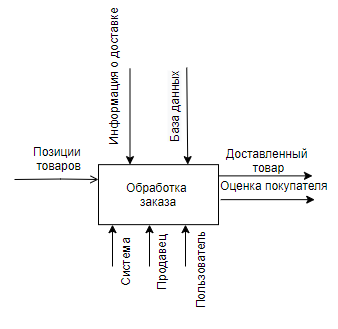 Информация о доставке
База данных
Позиции
товаров
Обработка
заказа
Доставленный
товар
Оценка покупателя
Система
Продавец
Пользователь